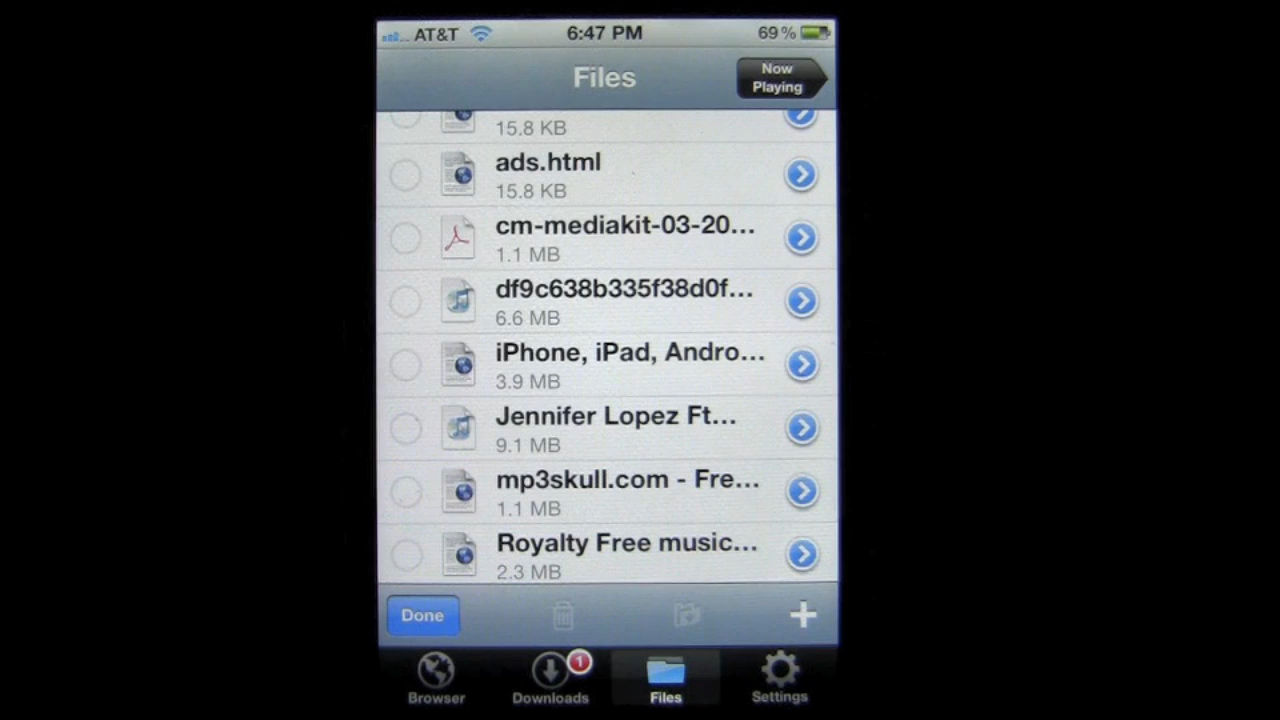 AT&T 6:47 PM 69%
Files
Now
Playing
15.8 KB
ads.html
15.8 KB
cm-mediakit-03-20...
1.1 MB
df9c638b335f38d0f...
6.6 MB
iPhone, iPad, Andro...
3.9 MB
Jennifer Lopez Ft...
9.1 MB
mp3skull.com - Fre...
1.1 MB
Royalty Free music...
2.3 MB
Done
1
Browser Downloads Files Settings